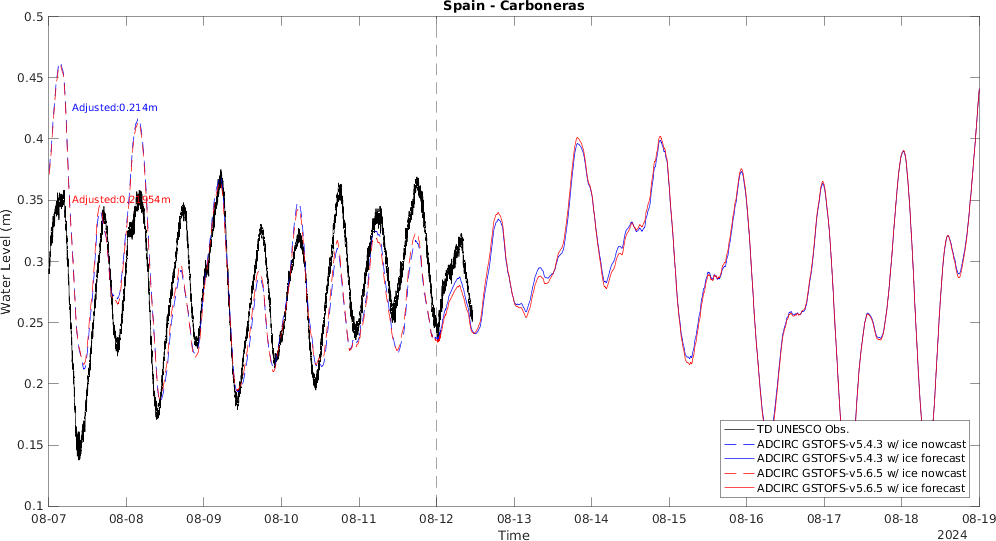 Spain - Carboneras
0.5
0.45
0.4
0.35
0.3
0.25
0.2
0.15
0.1
Water Level (m)
Adjusted:0.214m
TD UNESCO Obs.
ADCIRC GSTOFS-v5.4.3 w/ ice nowcast
ADCIRC GSTOFS-v5.4.3 w/ ice forecast
ADCIRC GSTOFS-v5.6.5 w/ ice nowcast
ADCIRC GSTOFS-v5.6.5 w/ ice forecast
08-07 08-08 08-09 08-10 08-11 08-12 08-13 08-14 08-15 08-16 08-17 08-18 08-19
Time
2024